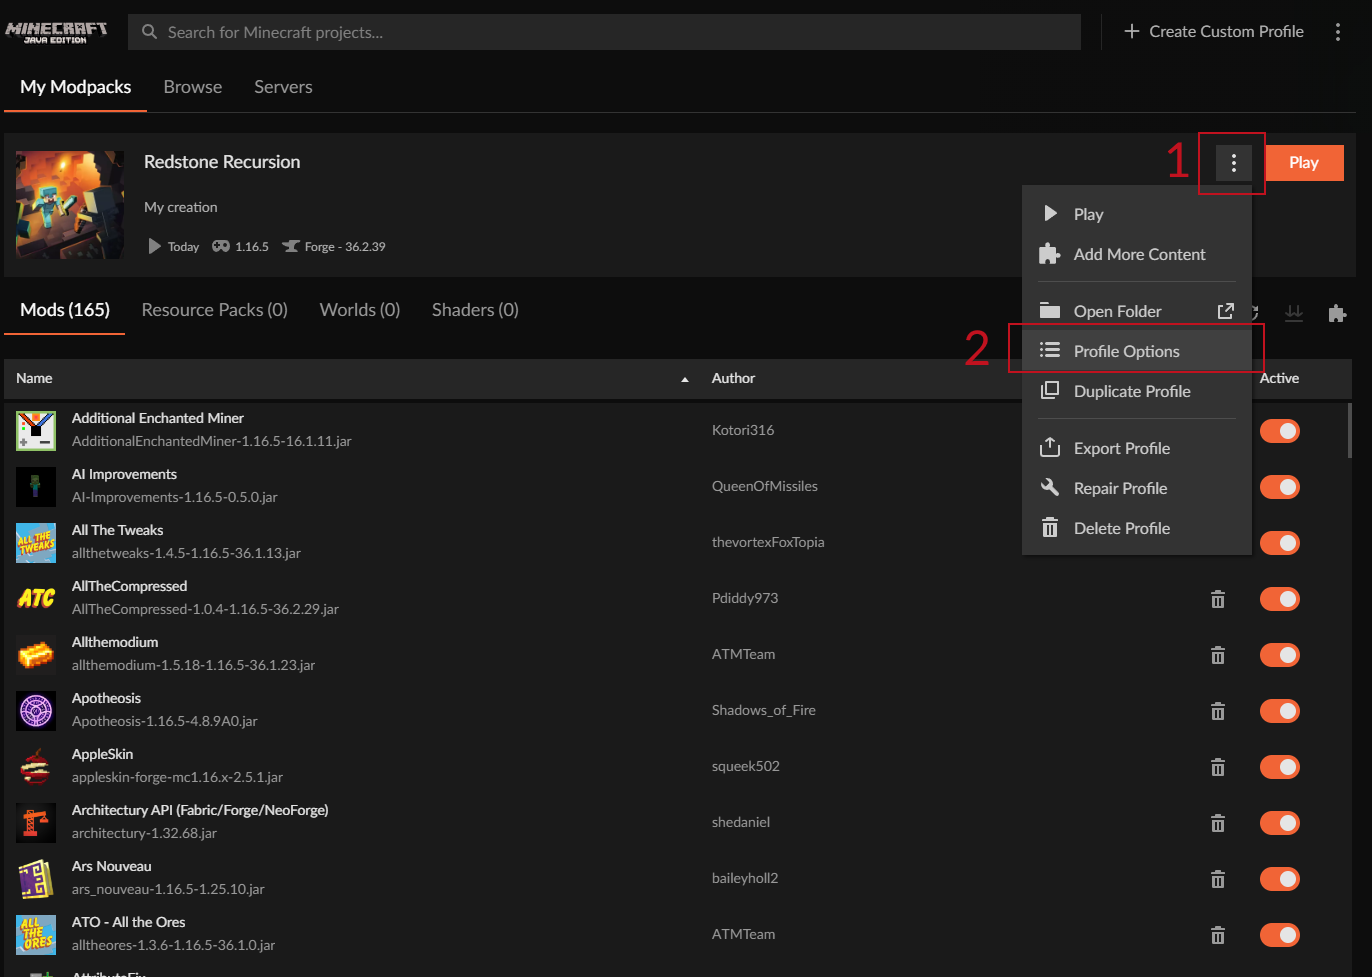 MINECRAFT
JAVA EDITION
Search for Minecraft projects...
Create Custom Profile
My Modpacks
Browse
Servers
Redstone Recursion
My creation
Today
1.16.5
Forge - 36.2.39
1
Play
Play
Add More Content
Open Folder
2
Profile Options
Duplicate Profile
Export Profile
Repair Profile
Delete Profile
Mods (165)
Resource Packs (0)
Worlds (0)
Shaders (0)
Name
Author
Active
Additional Enchanted Miner
AdditionalEnchantedMiner-1.16.5-16.1.11.jar
Kotori316
AI Improvements
AI-Improvements-1.16.5-0.5.0.jar
QueenOfMissiles
ALL THE
TWEAKS
All The Tweaks
allthetweaks-1.4.5-1.16.5-36.1.13.jar
thevortexFoxTopia
ATC
AllTheCompressed
AllTheCompressed-1.0.4-1.16.5-36.2.29.jar
Pdiddy973
Allthemodium
allthemodium-1.5.18-1.16.5-36.1.23.jar
ATMTeam
Apotheosis
Apotheosis-1.16.5-4.8.9A0.jar
Shadows_of_Fire
AppleSkin
appleskin-forge-mc1.16.x-2.5.1.jar
squeek502
Architectury API (Fabric/Forge/NeoForge)
architectury-1.32.68.jar
shedaniel
Ars Nouveau
ars_nouveau-1.16.5-1.25.10.jar
baileyholl2
ALL
THE
ORES
ATO - All the Ores
alltheores-1.3.6-1.16.5-36.1.0.jar
ATMTeam
AttributeFix